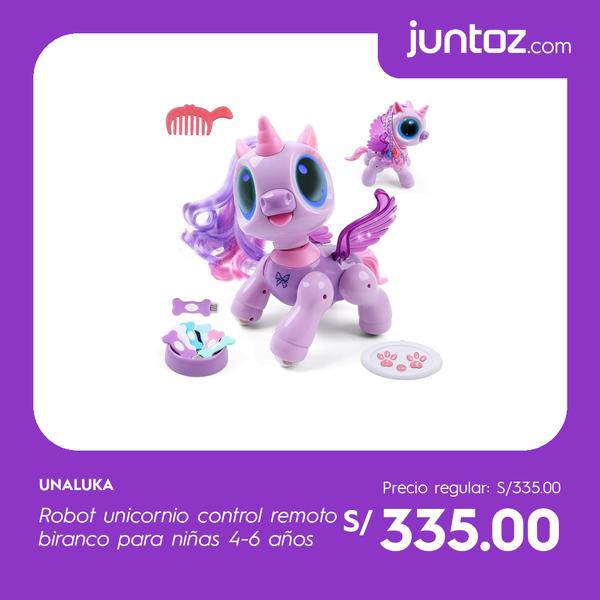 juntoz.com
UNALUKA
Robot unicornio control remoto
biranco para niñas 4-6 años
Precio regular: S/335.00
S/ 335.00